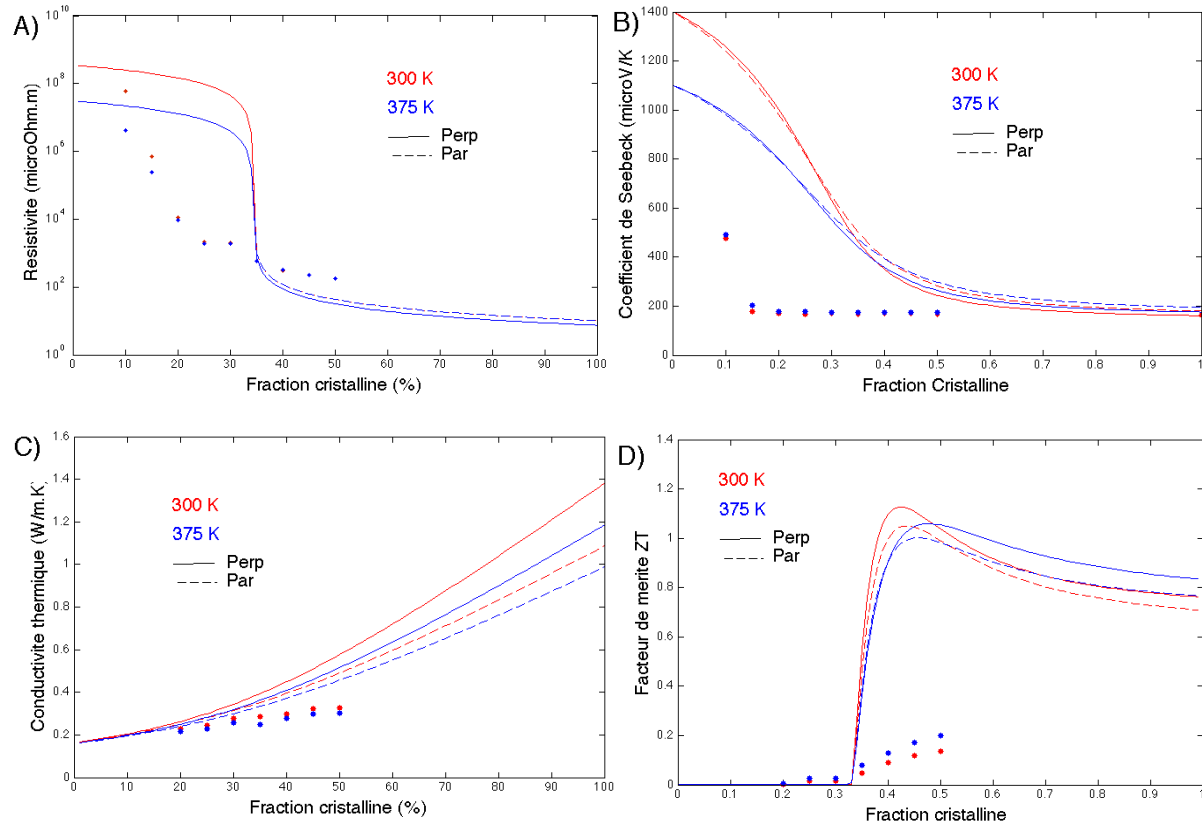 A)
10^10
10^8
10^6
10^4
10^2
10^0
Resistivite (microOhm.m)
300 K
375 K
Perp
Par
0 10 20 30 40 50 60 70 80 90 100
Fraction cristalline (%)
B)
1400
1200
1000
800
600
400
200
0
Coefficient de Seebeck (microV/K)
300 K
375 K
Perp
Par
0 0.1 0.2 0.3 0.4 0.5 0.6 0.7 0.8 0.9 1
Fraction Cristalline
C)
1.6
1.4
1.2
1
0.8
0.6
0.4
0.2
0
Conductivite thermique (W/m.K)
300 K
375 K
Perp
Par
0 10 20 30 40 50 60 70 80 90 100
Fraction cristalline (%)
D)
1.4
1.2
1
0.8
0.6
0.4
0.2
0
Facteur de merite ZT
300 K
375 K
Perp
Par
0 0.1 0.2 0.3 0.4 0.5 0.6 0.7 0.8 0.9 1
Fraction cristalline